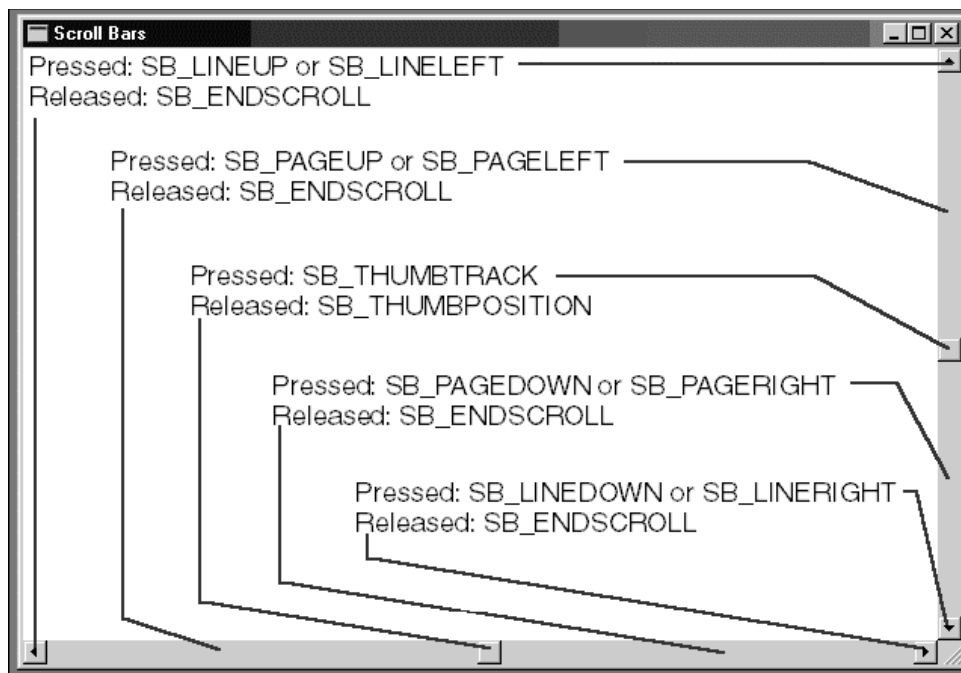 Scroll Bars
Pressed: SB_LINEUP or SB_LINELEFT
Released: SB_ENDSCROLL
Pressed: SB_PAGEUP or SB_PAGELEFT
Released: SB_ENDSCROLL
Pressed: SB_THUMBTRACK
Released: SB_THUMBPOSITION
Pressed: SB_PAGEDOWN or SB_PAGERIGHT
Released: SB_ENDSCROLL
Pressed: SB_LINEDOWN or SB_LINERIGHT
Released: SB_ENDSCROLL